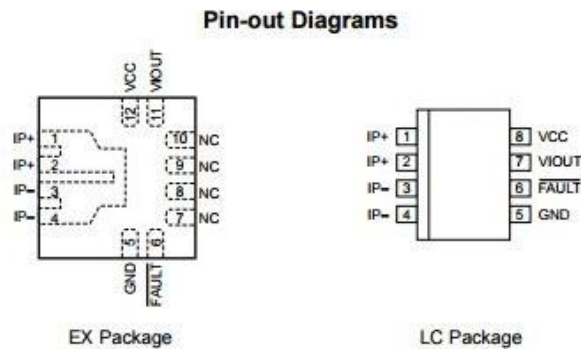 Pin-out Diagrams
VCC
VIOUT
12
11
IP+ 1
IP+ 2
IP– 3
IP– 4
10 NC
9 NC
8 NC
7 NC
5
6
GND
FAULT
EX Package
IP+ 1
IP+ 2
IP– 3
IP– 4
8 VCC
7 VIOUT
6 FAULT
5 GND
LC Package